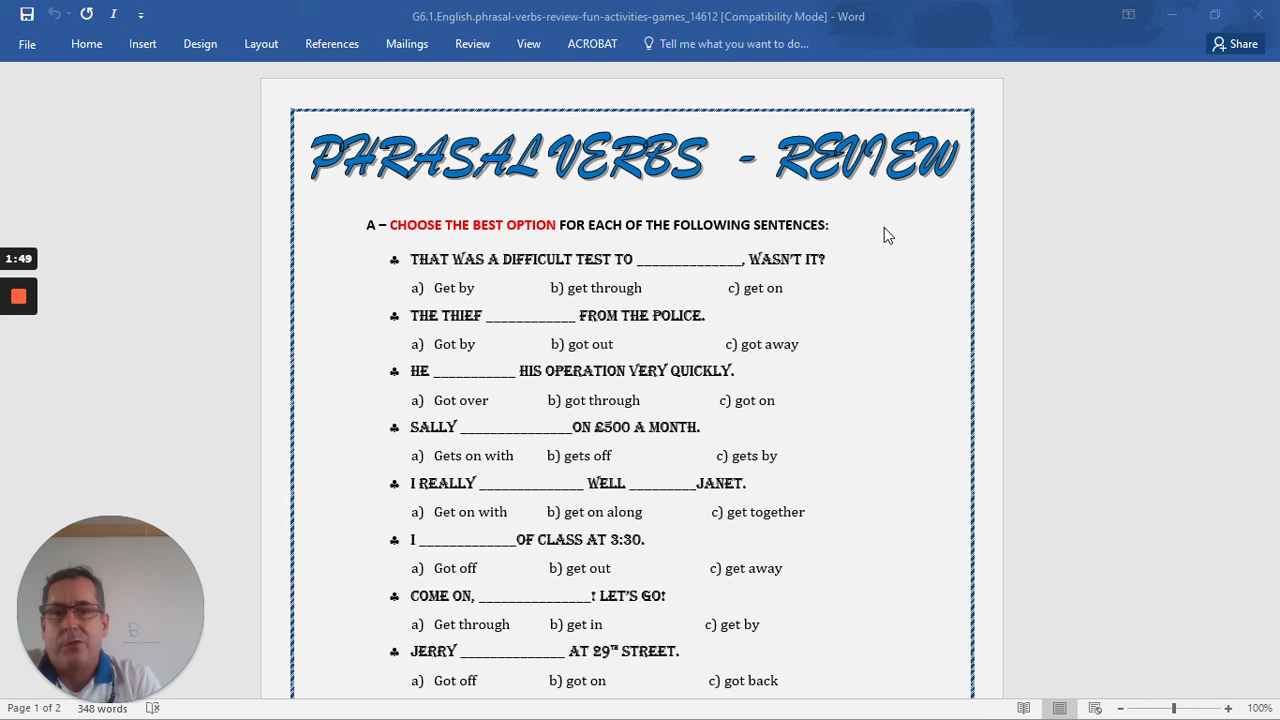 G6.1.English.phrasal-verbs-review-fun-activities-games_14612 [Compatibility Mode] - Word
File Home Insert Design Layout References Mailings Review View ACROBAT Tell me what you want to do... Share
PHRASAL VERBS - REVIEW
A – CHOOSE THE BEST OPTION FOR EACH OF THE FOLLOWING SENTENCES:
1:49
♣ THAT WAS A DIFFICULT TEST TO ______________, WASN'T IT?
a) Get by b) get through c) get on
♣ THE THIEF ____________ FROM THE POLICE.
a) Got by b) got out c) got away
♣ HE ___________ HIS OPERATION VERY QUICKLY.
a) Got over b) got through c) got on
♣ SALLY _______________ON £500 A MONTH.
a) Gets on with b) gets off c) gets by
♣ I REALLY ______________ WELL _________JANET.
a) Get on with b) get on along c) get together
♣ I _____________OF CLASS AT 3:30.
a) Got off b) get out c) get away
♣ COME ON, _______________! LET'S GO!
a) Get through b) get in c) get by
♣ JERRY ______________ AT 29TH STREET.
a) Got off b) got on c) got back
B
Page 1 of 2 348 words 100%